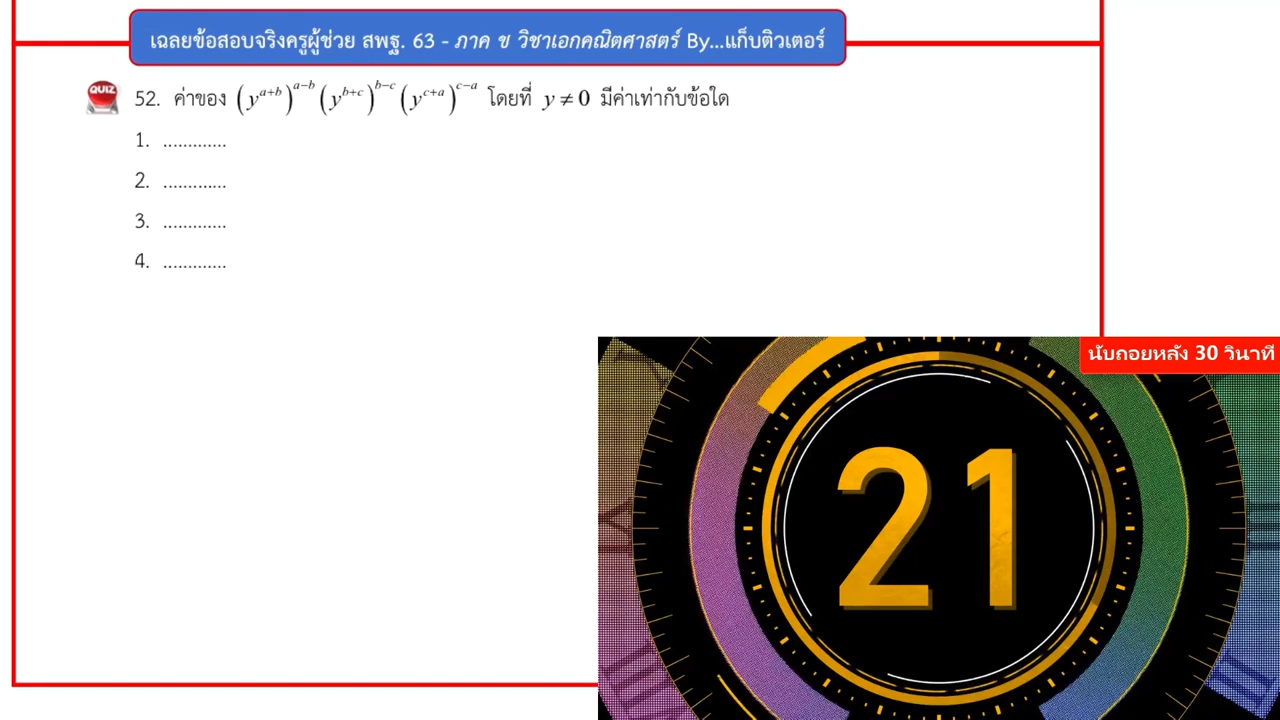 เฉลยข้อสอบจริงครูผู้ช่วย สพฐ. 63 - ภาค ข วิชาเอกคณิตศาสตร์ By...แก็บติวเตอร์
QUIZ
52. ค่าของ (y^{a+b})^{a-b} (y^{b+c})^{b-c} (y^{c+a})^{c-a} โดยที่ y ≠ 0 มีค่าเท่ากับข้อใด
1. .............
2. .............
3. .............
4. .............
นับถอยหลัง 30 วินาที
21